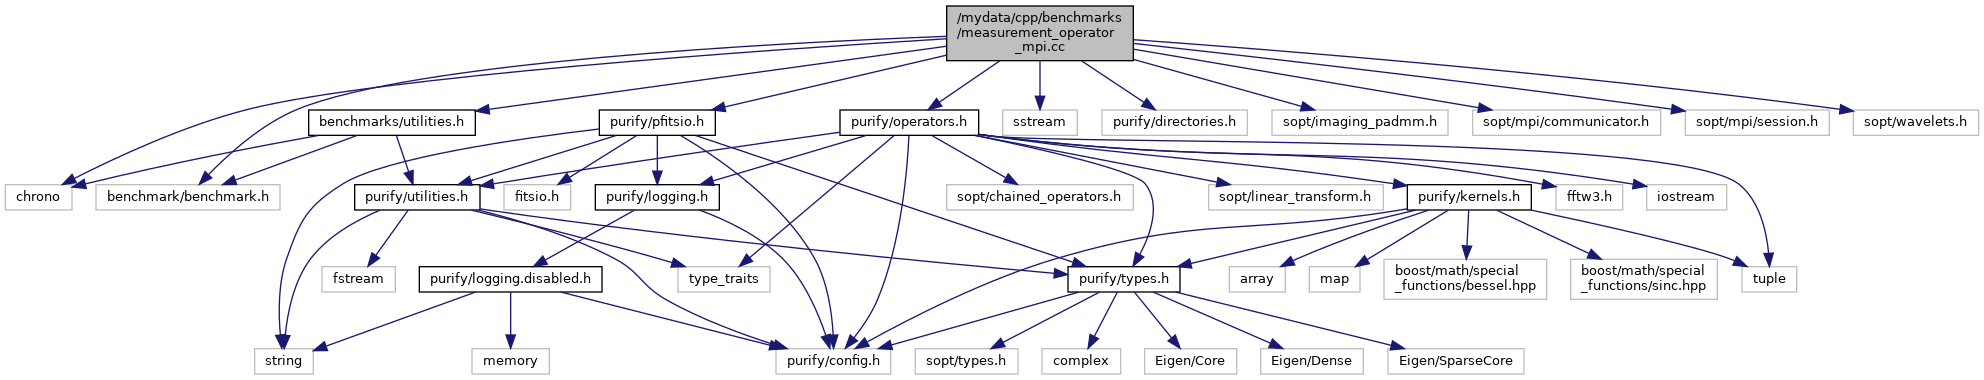 /mydata/cpp/benchmarks
/measurement_operator
_mpi.cc
benchmarks/utilities.h
purify/pfitsio.h
purify/operators.h
sstream
purify/directories.h
sopt/imaging_padmm.h
sopt/mpi/communicator.h
sopt/mpi/session.h
sopt/wavelets.h
chrono
benchmark/benchmark.h
purify/utilities.h
fitsio.h
purify/logging.h
sopt/chained_operators.h
sopt/linear_transform.h
purify/kernels.h
fftw3.h
iostream
fstream
purify/logging.disabled.h
type_traits
purify/types.h
array
map
boost/math/special
_functions/bessel.hpp
boost/math/special
_functions/sinc.hpp
tuple
string
memory
purify/config.h
sopt/types.h
complex
Eigen/Core
Eigen/Dense
Eigen/SparseCore